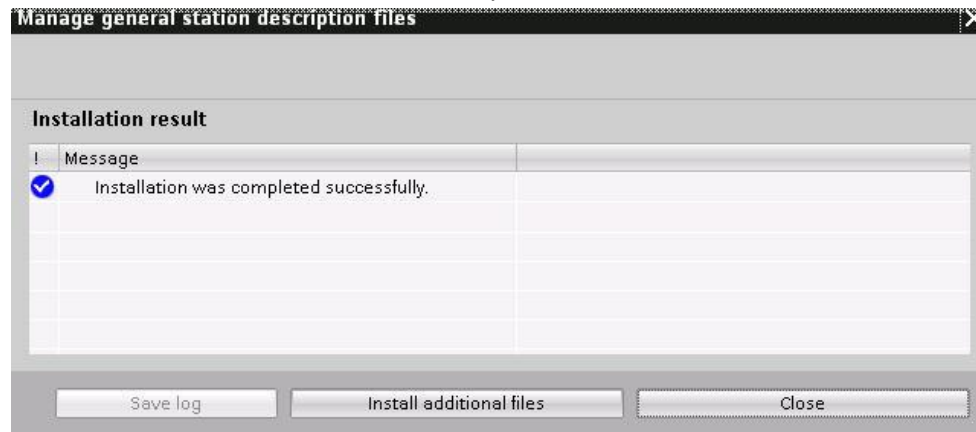 Manage general station description files
Installation result
! Message
Installation was completed successfully.
Save log Install additional files Close